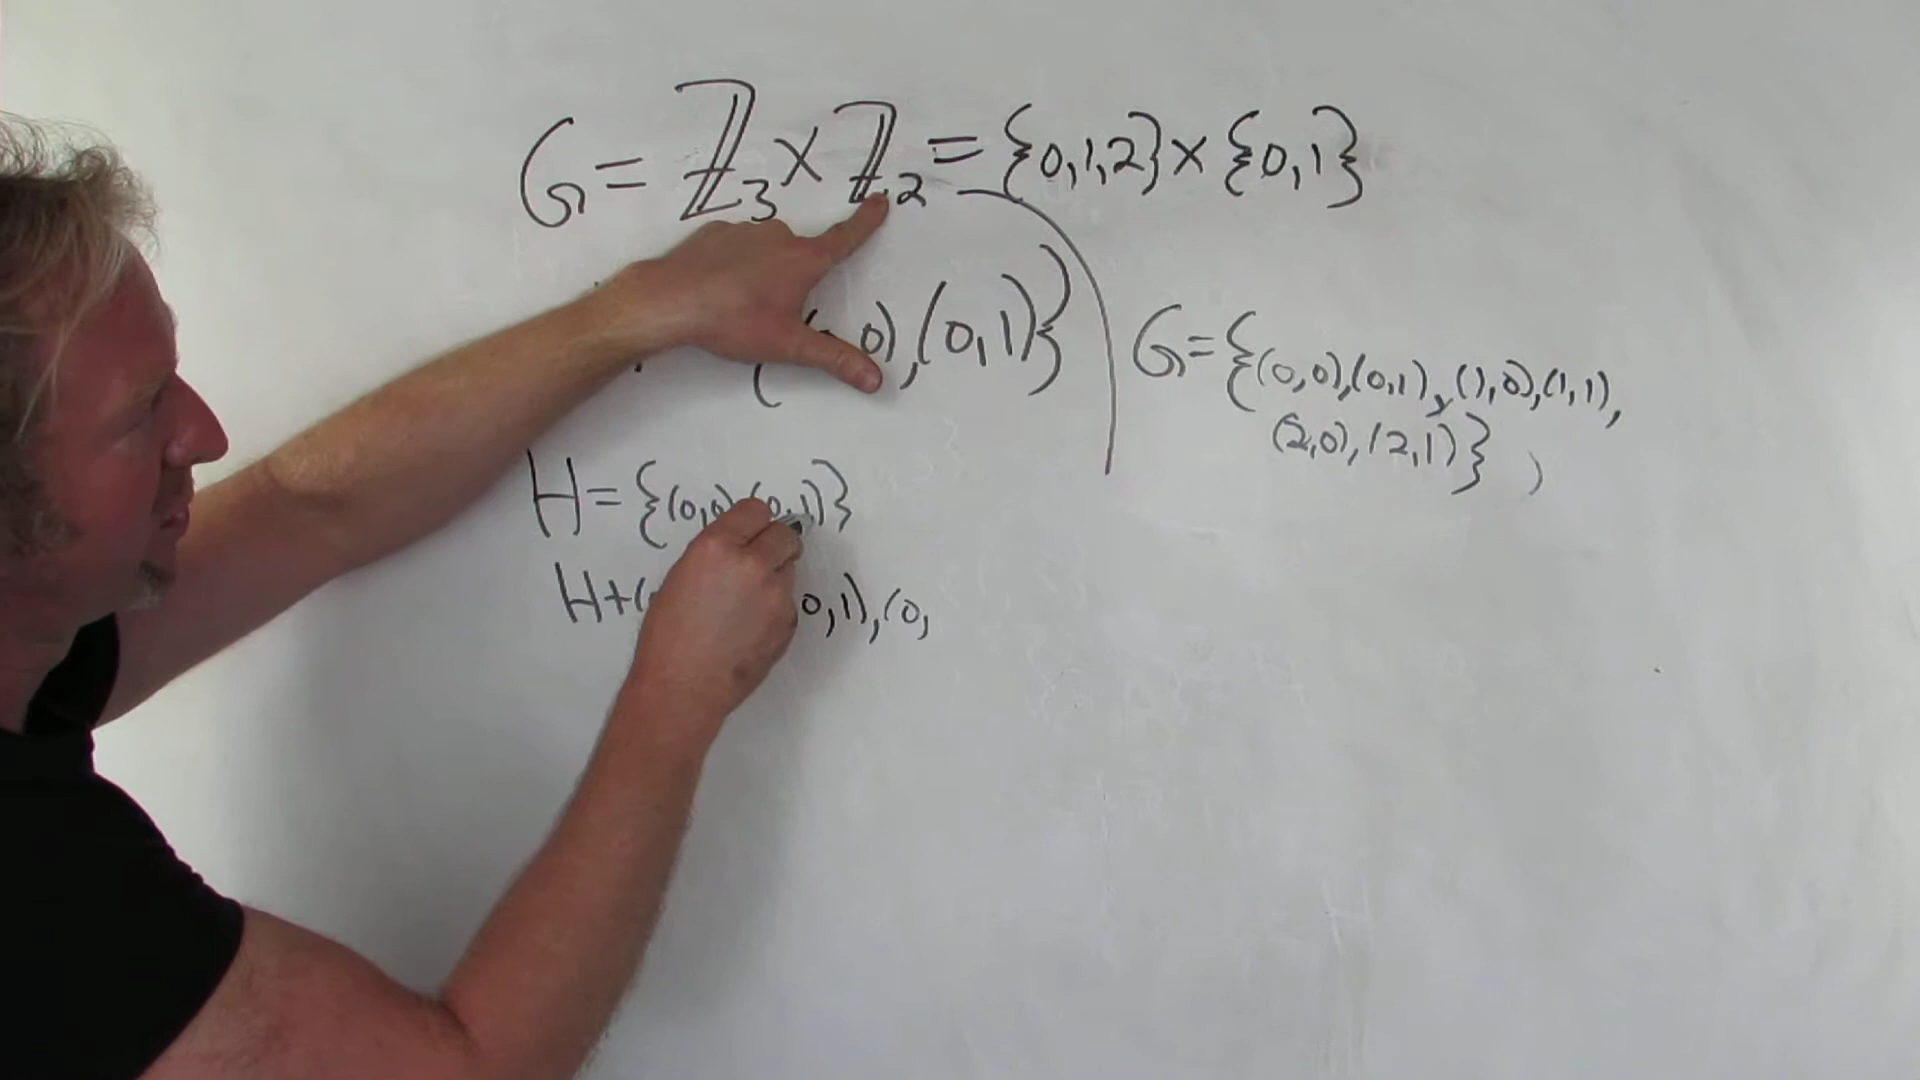 G = ℤ₃ × ℤ₂ = {0,1,2} × {0,1}
0),(0,1)}
G={(0,0),(0,1),(1,0),(1,1),
(2,0),(2,1)}
H={(0,0) (0,1)}
H+( 0,1),(0,